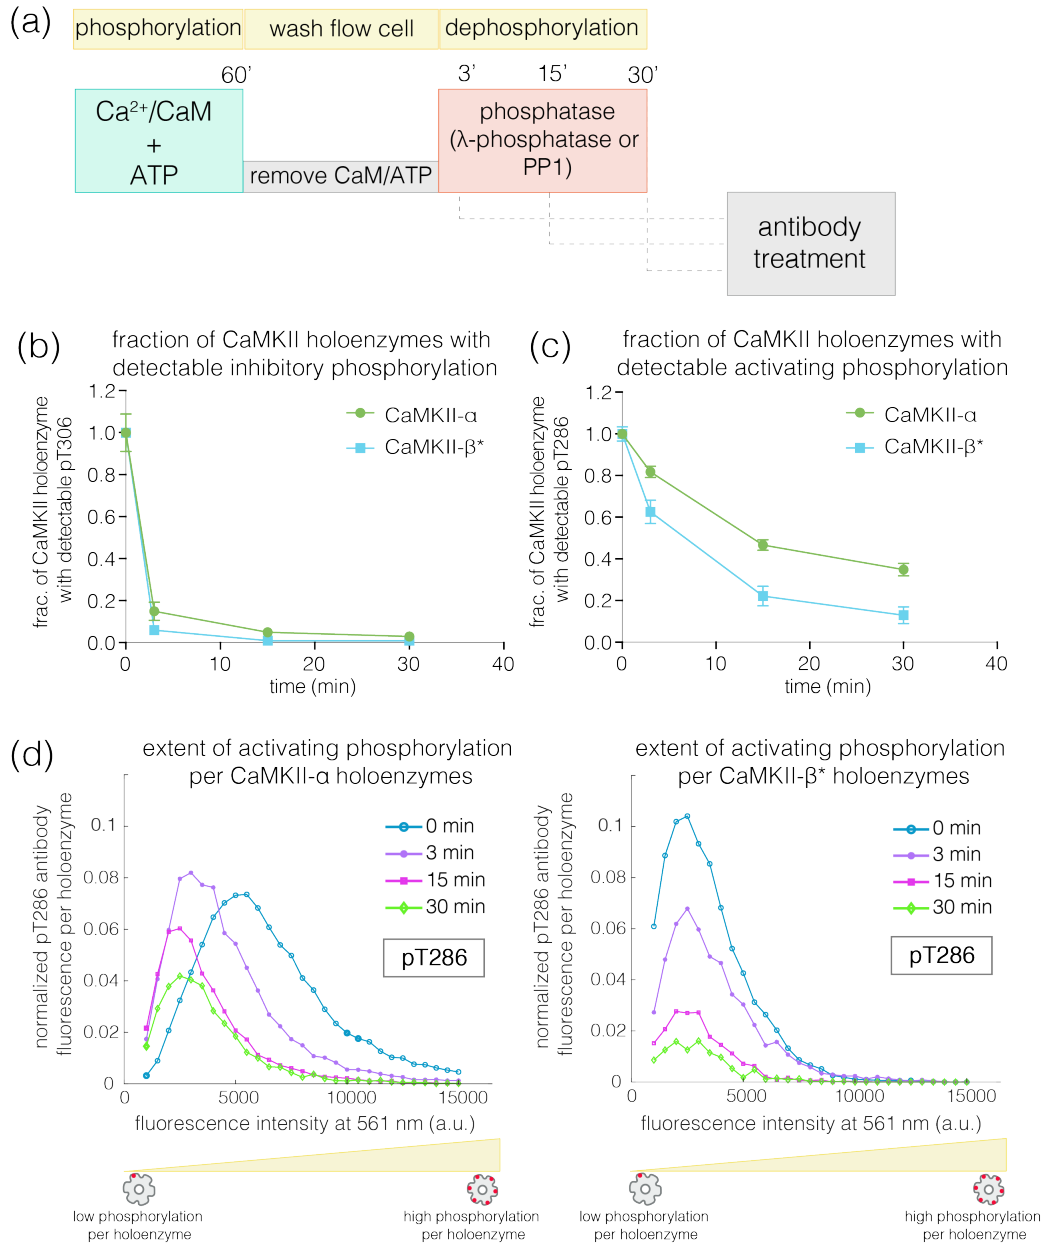 (a)
phosphorylation wash flow cell dephosphorylation
60’ 3’ 15’ 30’
Ca²⁺/CaM
+
ATP
remove CaM/ATP
phosphatase
(λ-phosphatase or
PP1)
antibody
treatment
(b)
fraction of CaMKII holoenzymes with
detectable inhibitory phosphorylation
frac. of CaMKII holoenzyme
with detectable pT306
1.2
1.0
0.8
0.6
0.4
0.2
0.0
0 10 20 30 40
time (min)
CaMKII-α
CaMKII-β*
(c)
fraction of CaMKII holoenzymes with
detectable activating phosphorylation
frac. of CaMKII holoenzyme
with detectable pT286
1.2
1.0
0.8
0.6
0.4
0.2
0.0
0 10 20 30 40
time (min)
CaMKII-α
CaMKII-β*
(d)
extent of activating phosphorylation
per CaMKII-α holoenzymes
normalized pT286 antibody
fluorescence per holoenzyme
0.1
0.08
0.06
0.04
0.02
0
5000 10000 15000
fluorescence intensity at 561 nm (a.u.)
0 min
3 min
15 min
30 min
pT286
low phosphorylation
per holoenzyme
high phosphorylation
per holoenzyme
extent of activating phosphorylation
per CaMKII-β* holoenzymes
normalized pT286 antibody
fluorescence per holoenzyme
0.1
0.08
0.06
0.04
0.02
0
5000 10000 15000
fluorescence intensity at 561 nm (a.u.)
0 min
3 min
15 min
30 min
pT286
low phosphorylation
per holoenzyme
high phosphorylation
per holoenzyme